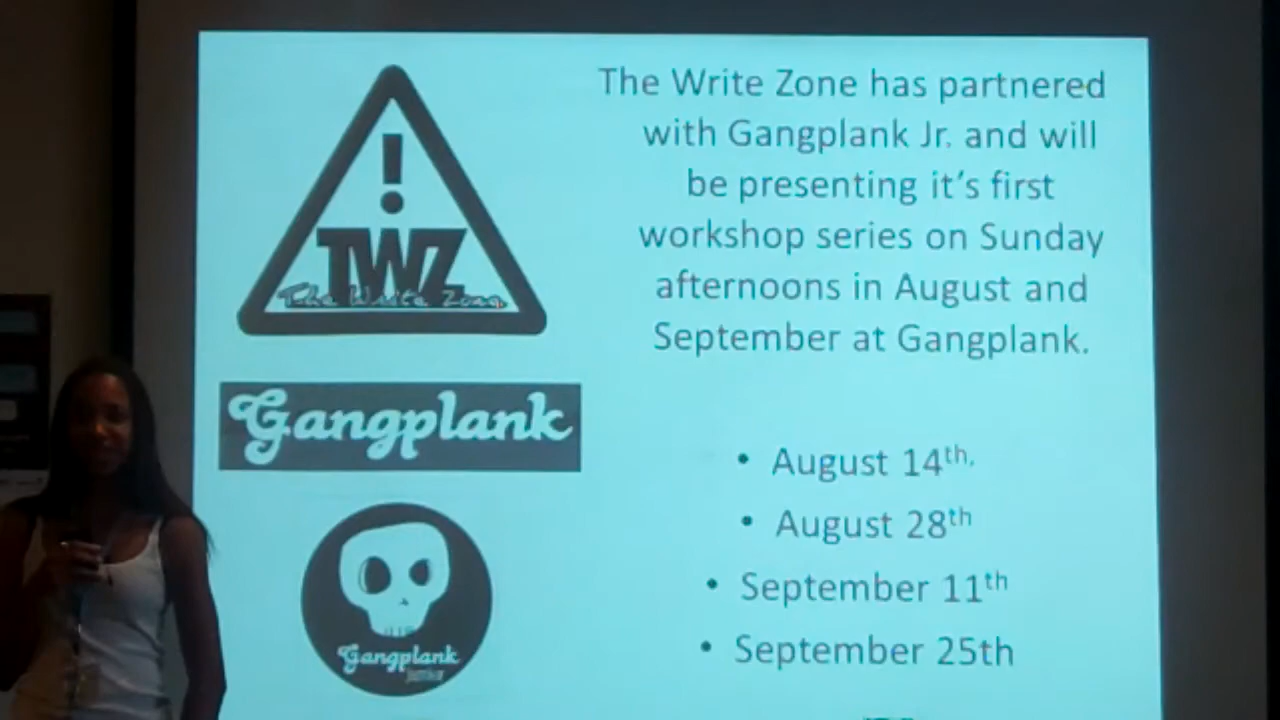 The Write Zone has partnered
with Gangplank Jr. and will
be presenting it's first
workshop series on Sunday
afternoons in August and
September at Gangplank.
!
TWZ
The Write Zone
Gangplank
Gangplank
• August 14th.
• August 28th
• September 11th
• September 25th